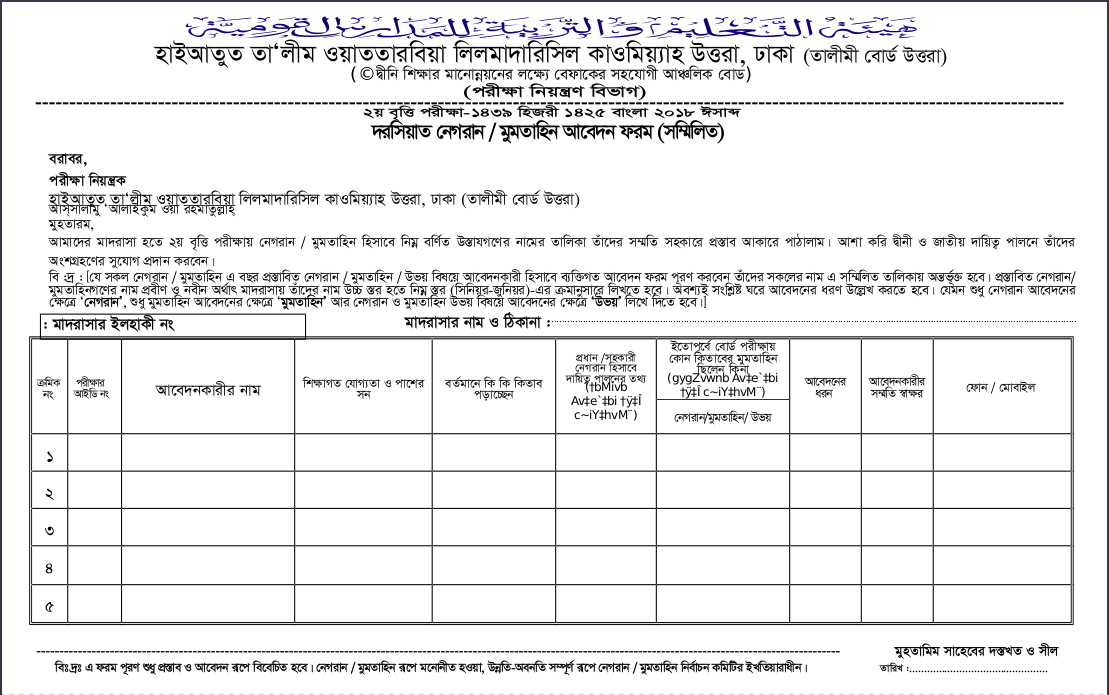 هيئة التعليم والتربية للمدارس القومية
হাইআতুত তা‘লীম ওয়াততারবিয়া লিলমাদারিসিল কাওমিয়্যাহ উত্তরা, ঢাকা (তালীমী বোর্ড উত্তরা)
(©দ্বীনি শিক্ষার মানোন্নয়নের লক্ষ্যে বেফাকের সহযোগী আঞ্চলিক বোর্ড)
(পরীক্ষা নিয়ন্ত্রণ বিভাগ)
২য় বৃত্তি পরীক্ষা-১৪৩৯ হিজরী ১৪২৫ বাংলা ২০১৮ ঈসাব্দ
দরসিয়াত নেগরান / মুমতাহিন আবেদন ফরম (সম্মিলিত)
বরাবর,
পরীক্ষা নিয়ন্ত্রক
হাইআতুত তা‘লীম ওয়াততারবিয়া লিলমাদারিসিল কাওমিয়্যাহ উত্তরা, ঢাকা (তালীমী বোর্ড উত্তরা)
আস্সালামু ‘আলাইকুম ওয়া রহমাতুল্লাহ্
মুহতারম,
আমাদের মাদরাসা হতে ২য় বৃত্তি পরীক্ষায় নেগরান / মুমতাহিন হিসাবে নিম্ন বর্ণিত উস্তাযগণের নামের তালিকা তাঁদের সম্মতি সহকারে প্রস্তাব আকারে পাঠালাম। আশা করি দ্বীনী ও জাতীয় দায়িত্ব পালনে তাঁদের
অংশগ্রহণের সুযোগ প্রদান করবেন।
বি :দ্র : [যে সকল নেগরান / মুমতাহিন এ বছর প্রস্তাবিত নেগরান / মুমতাহিন / উভয় বিষয়ে আবেদনকারী হিসাবে ব্যক্তিগত আবেদন ফরম পূরণ করবেন তাঁদের সকলের নাম এ সম্মিলিত তালিকায় অন্তর্ভূক্ত হবে। প্রস্তাবিত নেগরান/
মুমতাহিনগণের নাম প্রবীণ ও নবীন অর্থাৎ মাদরাসায় তাঁদের নাম উচ্চ স্তর হতে নিম্ন স্তর (সিনিয়র-জুনিয়র)-এর ক্রমানুসারে লিখতে হবে। অবশ্যই সংশ্লিষ্ট ঘরে আবেদনের ধরণ উল্লেখ করতে হবে। যেমন শুধু নেগরান আবেদনের
ক্ষেত্রে ‘নেগরান’, শুধু মুমতাহিন আবেদনের ক্ষেত্রে ‘মুমতাহিন’ আর নেগরান ও মুমতাহিন উভয় বিষয়ে আবেদনের ক্ষেত্রে ‘উভয়’ লিখে দিতে হবে।]
: মাদরাসার ইলহাকী নং
মাদরাসার নাম ও ঠিকানা :
ক্রমিক
নং
পরীক্ষার
আইডি নং
আবেদনকারীর নাম
শিক্ষাগত যোগ্যতা ও পাশের
সন
বর্তমানে কি কি কিতাব
পড়াচ্ছেন
প্রধান /সহকারী
নেগরান হিসাবে
দায়িত্ব পালনের তথ্য
(†bMivb
Av‡e`‡bi †ÿ‡Î
c~iY‡hvM¨)
ইতোপূর্বে বোর্ড পরীক্ষায়
কোন কিতাবের মুমতাহিন
ছিলেন কিনা
(gygZvwnb Av‡e`‡bi
†ÿ‡Î c~iY‡hvM¨)
নেগরান/মুমতাহিন/ উভয়
আবেদনের
ধরন
আবেদনকারীর
সম্মতি স্বাক্ষর
ফোন / মোবাইল
১
২
৩
৪
৫
মুহতামিম সাহেবের দস্তখত ও সীল
বিঃদ্রঃ এ ফরম পূরণ শুধু প্রস্তাব ও আবেদন রূপে বিবেচিত হবে। নেগরান / মুমতাহিন রূপে মনোনীত হওয়া, উন্নতি-অবনতি সম্পূর্ণ রূপে নেগরান / মুমতাহিন নির্বাচন কমিটির ইখতিয়ারাধীন।
তারিখ :